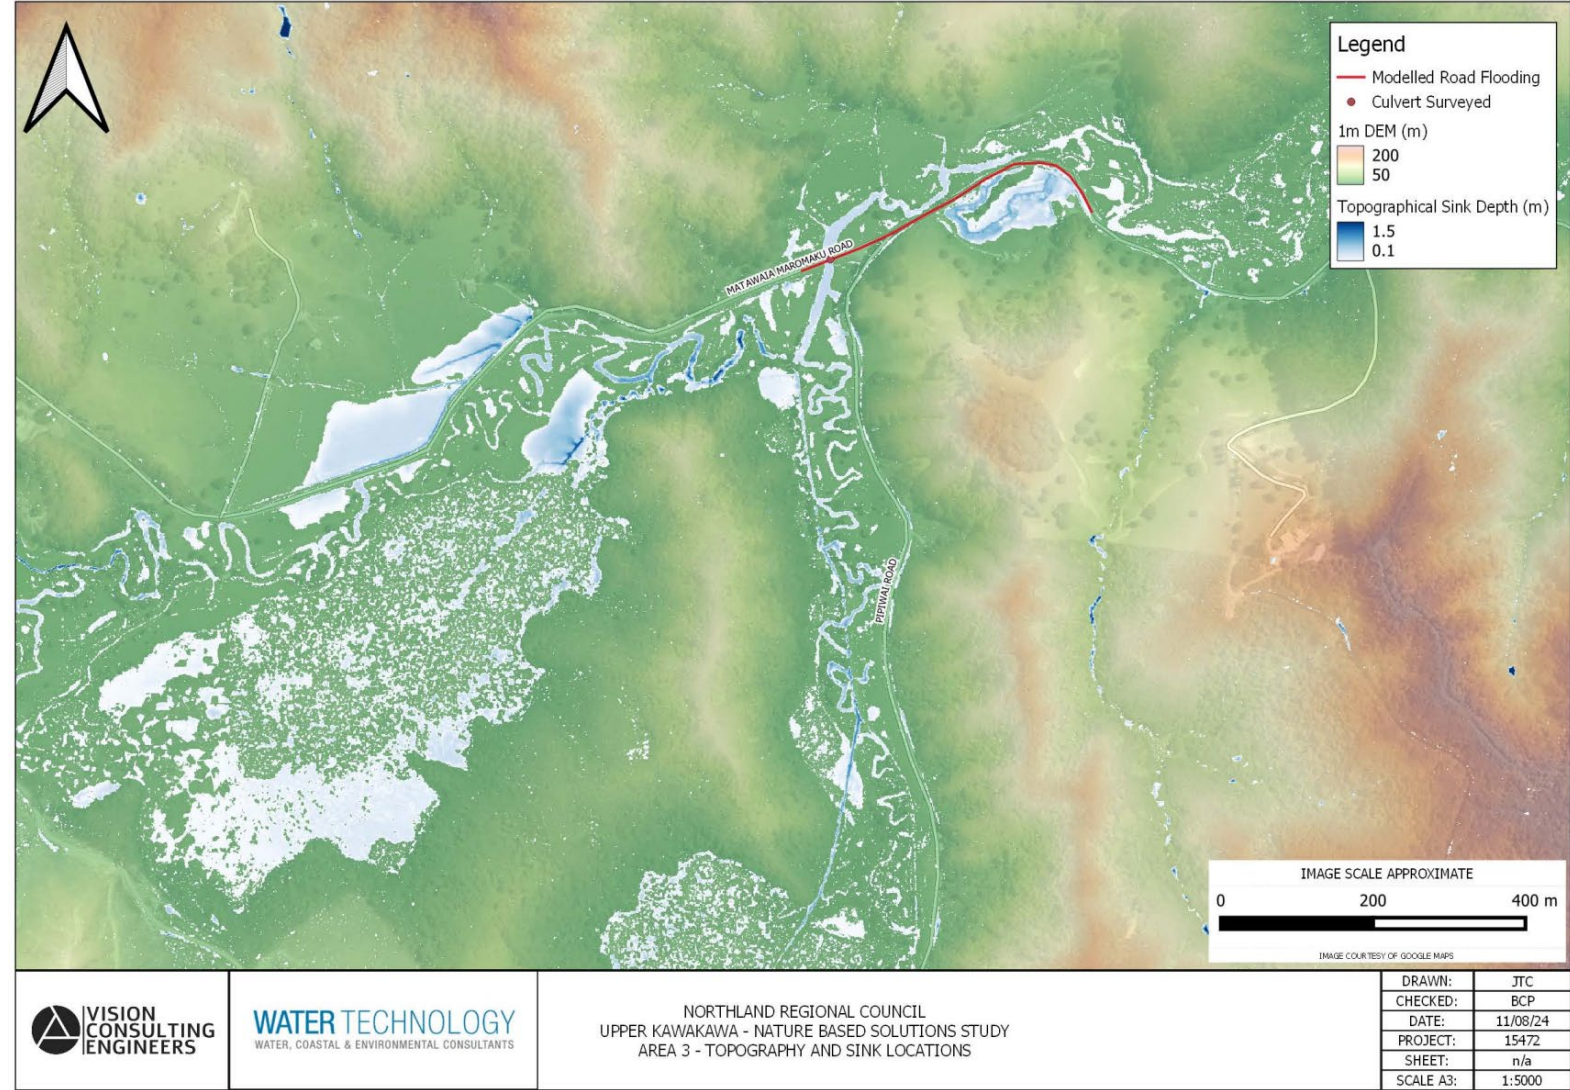 Legend
Modelled Road Flooding
Culvert Surveyed
1m DEM (m)
200
50
Topographical Sink Depth (m)
1.5
0.1
MATAWAIA MAROMAKU ROAD
PIPIWAI ROAD
IMAGE SCALE APPROXIMATE
0 200 400 m
IMAGE COURTESY OF GOOGLE MAPS
VISION
CONSULTING
ENGINEERS
WATER TECHNOLOGY
WATER, COASTAL & ENVIRONMENTAL CONSULTANTS
NORTHLAND REGIONAL COUNCIL
UPPER KAWAKAWA - NATURE BASED SOLUTIONS STUDY
AREA 3 - TOPOGRAPHY AND SINK LOCATIONS
DRAWN: JTC
CHECKED: BCP
DATE: 11/08/24
PROJECT: 15472
SHEET: n/a
SCALE A3: 1:5000